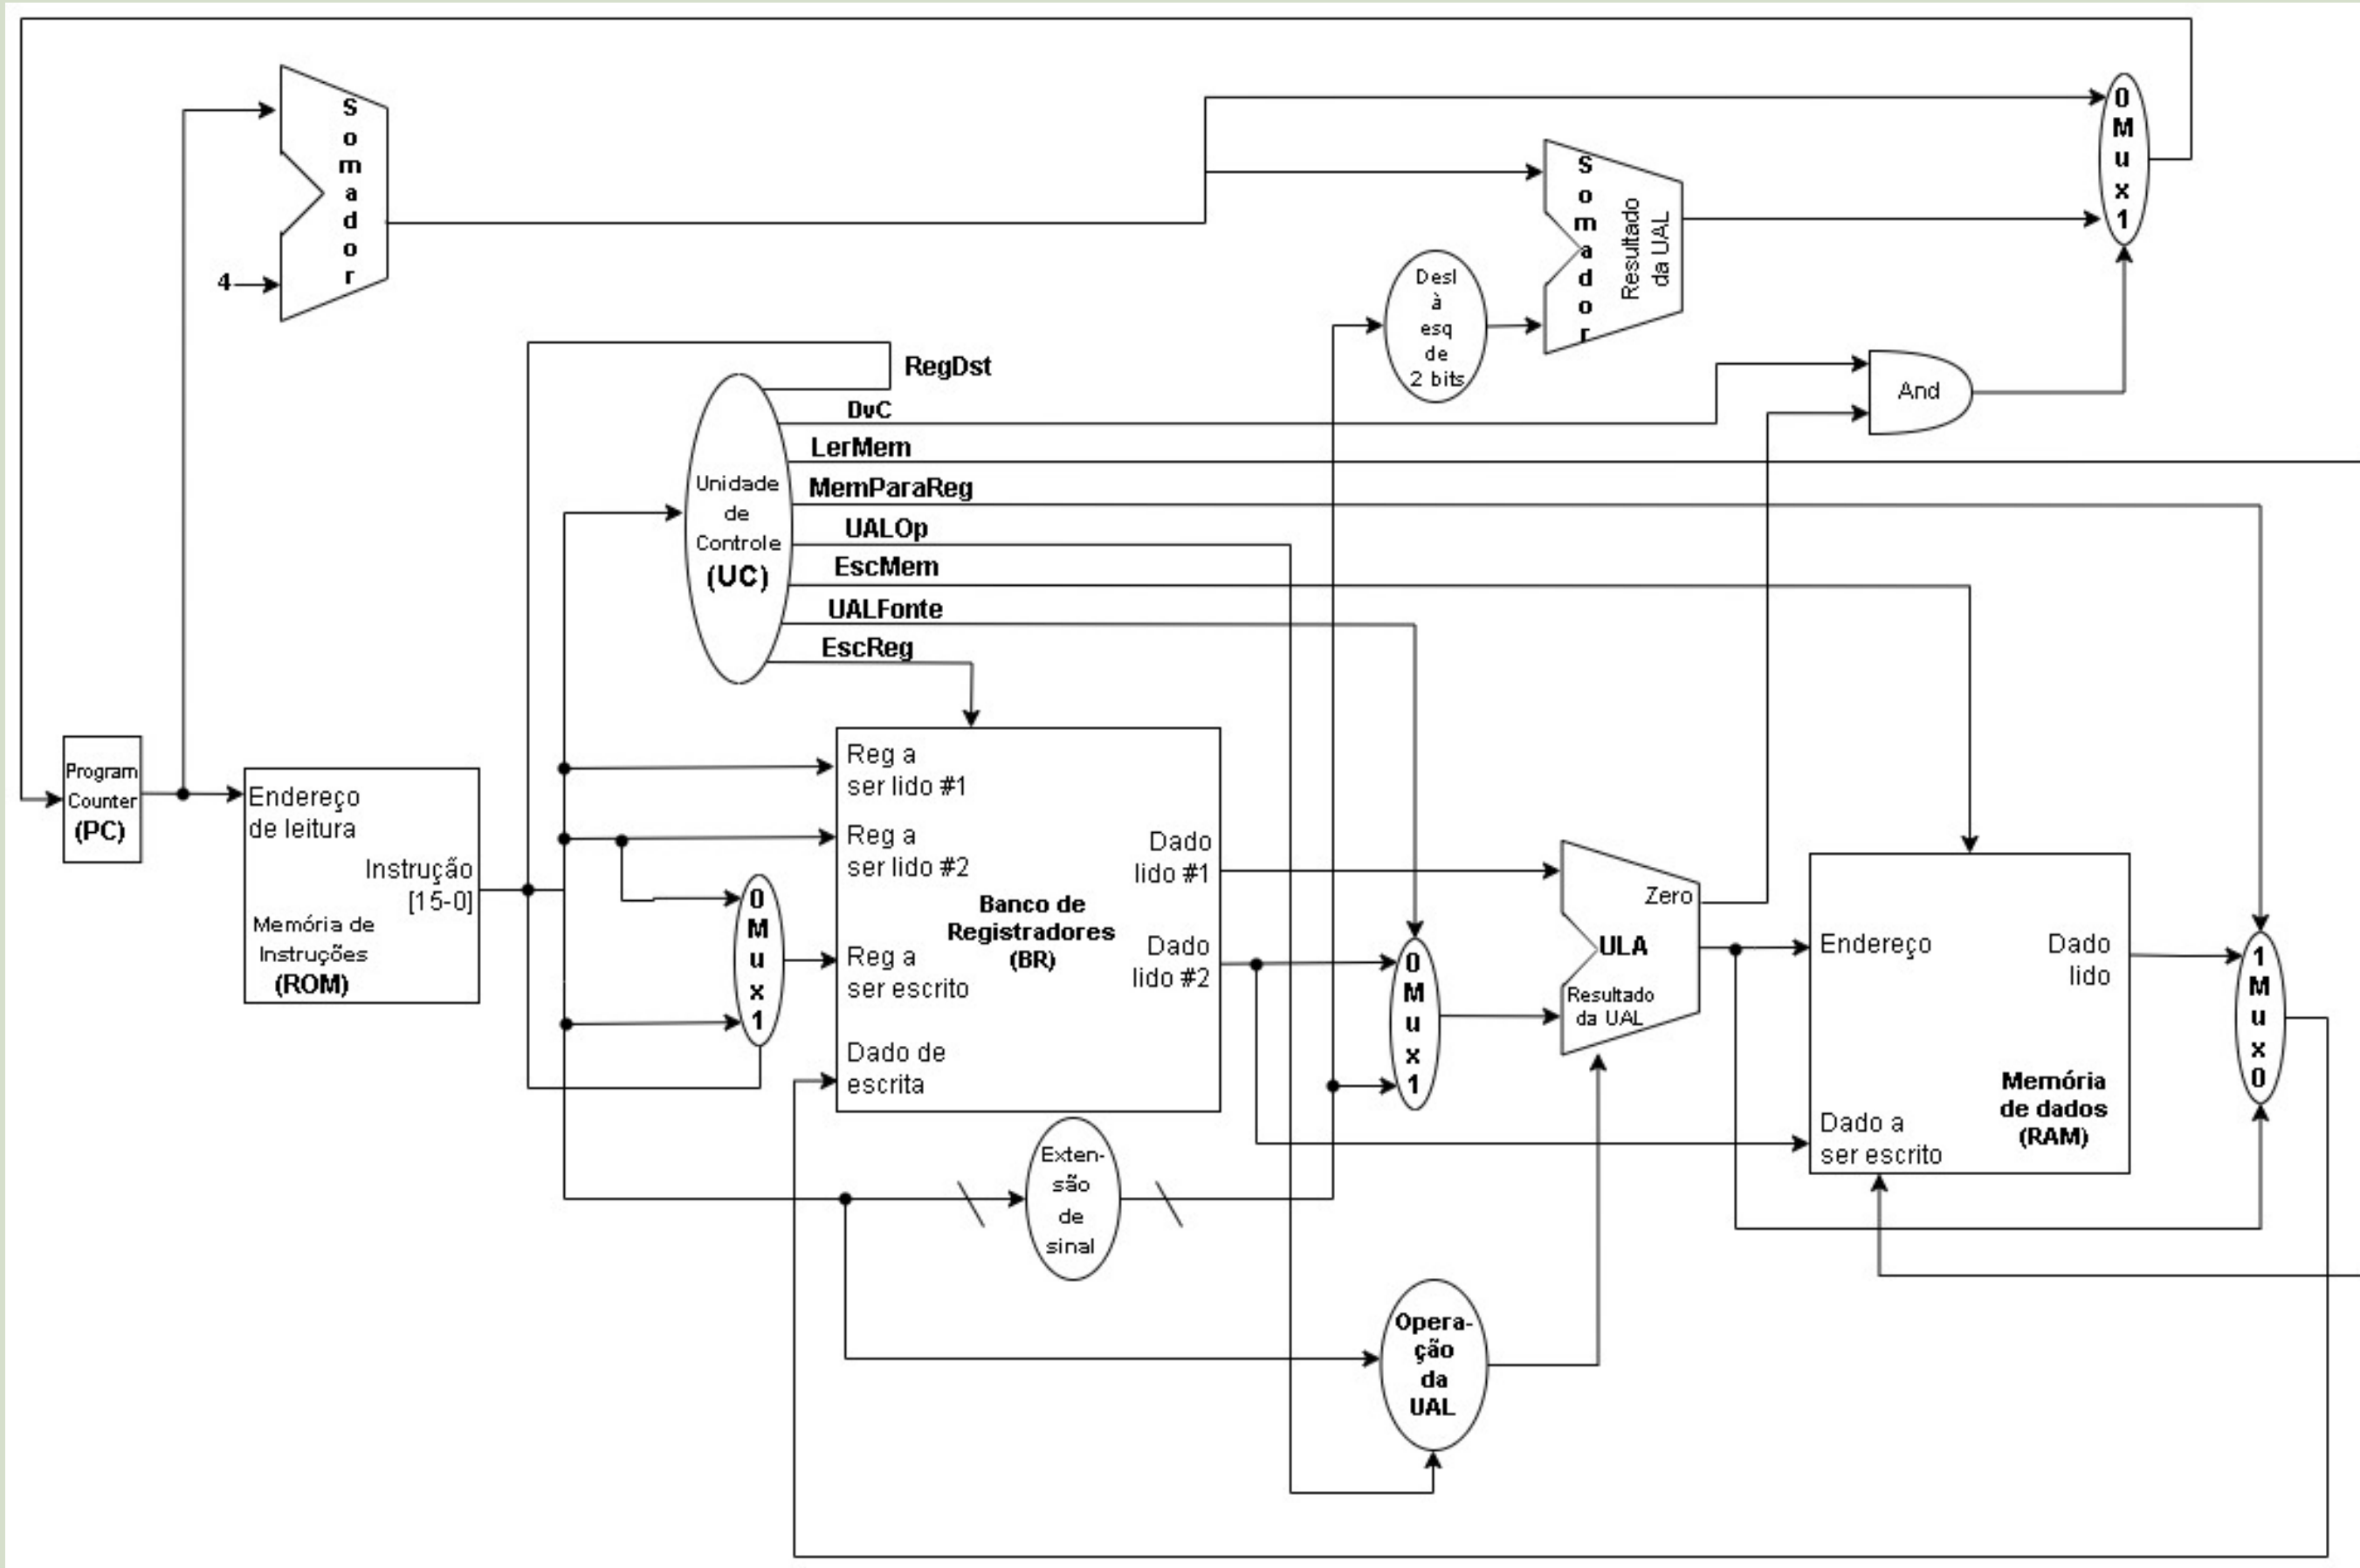 S
o
m
a
d
o
r
4
0
M
u
x
1
S
o
m
a
d
o
r
Resultado
da UAL
Desl
à
esq
de
2 bits
And
RegDst
DvC
LerMem
MemParaReg
UALOp
EscMem
UALFonte
EscReg
Unidade
de
Controle
(UC)
Program
Counter
(PC)
Endereço
de leitura
Instrução
[15-0]
Memória de
Instruções
(ROM)
0
M
u
x
1
Reg a
ser lido #1
Reg a
ser lido #2
Reg a
ser escrito
Dado de
escrita
Banco de
Registradores
(BR)
Dado
lido #1
Dado
lido #2
0
M
u
x
1
Zero
ULA
Resultado
da UAL
Endereço
Dado
lido
Memória
de dados
(RAM)
Dado a
ser escrito
1
M
u
x
0
Exten-
são
de
sinal
Opera-
ção
da
UAL